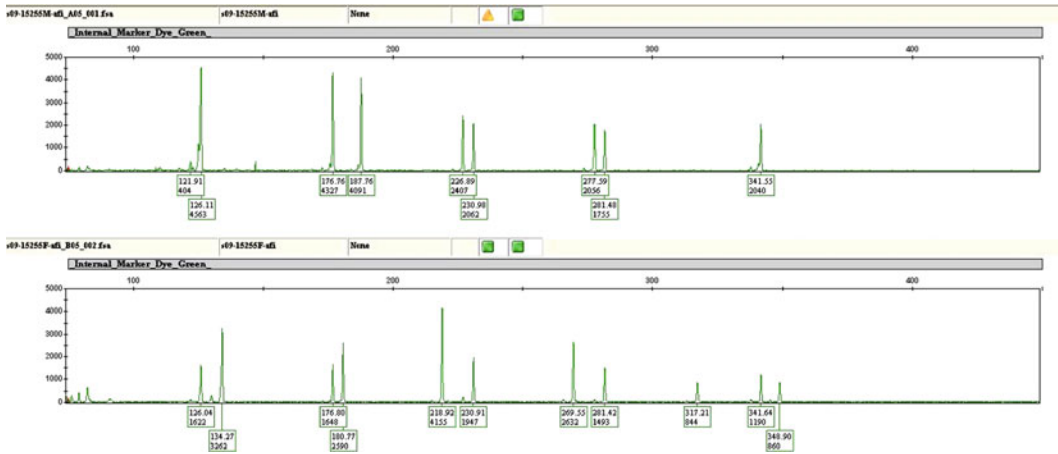 s09-15255M-afi_A05_001.fsa s09-15255M-afi None
_Internal_Marker_Dye_Green_
100 200 300 400
5000
4000
3000
2000
1000
0
121.91 176.76 187.76 226.89 277.59 341.55
404 4327 4091 2407 2056 2040
126.11 230.98 281.48
4563 2062 1755
s09-15255F-afi_B05_002.fsa s09-15255F-afi None
_Internal_Marker_Dye_Green_
100 200 300 400
5000
4000
3000
2000
1000
0
126.04 176.80 218.92 230.91 269.55 281.42 317.21 341.64
1622 1648 4155 1947 2632 1493 844 1190
134.27 180.77 348.90
3262 2590 860